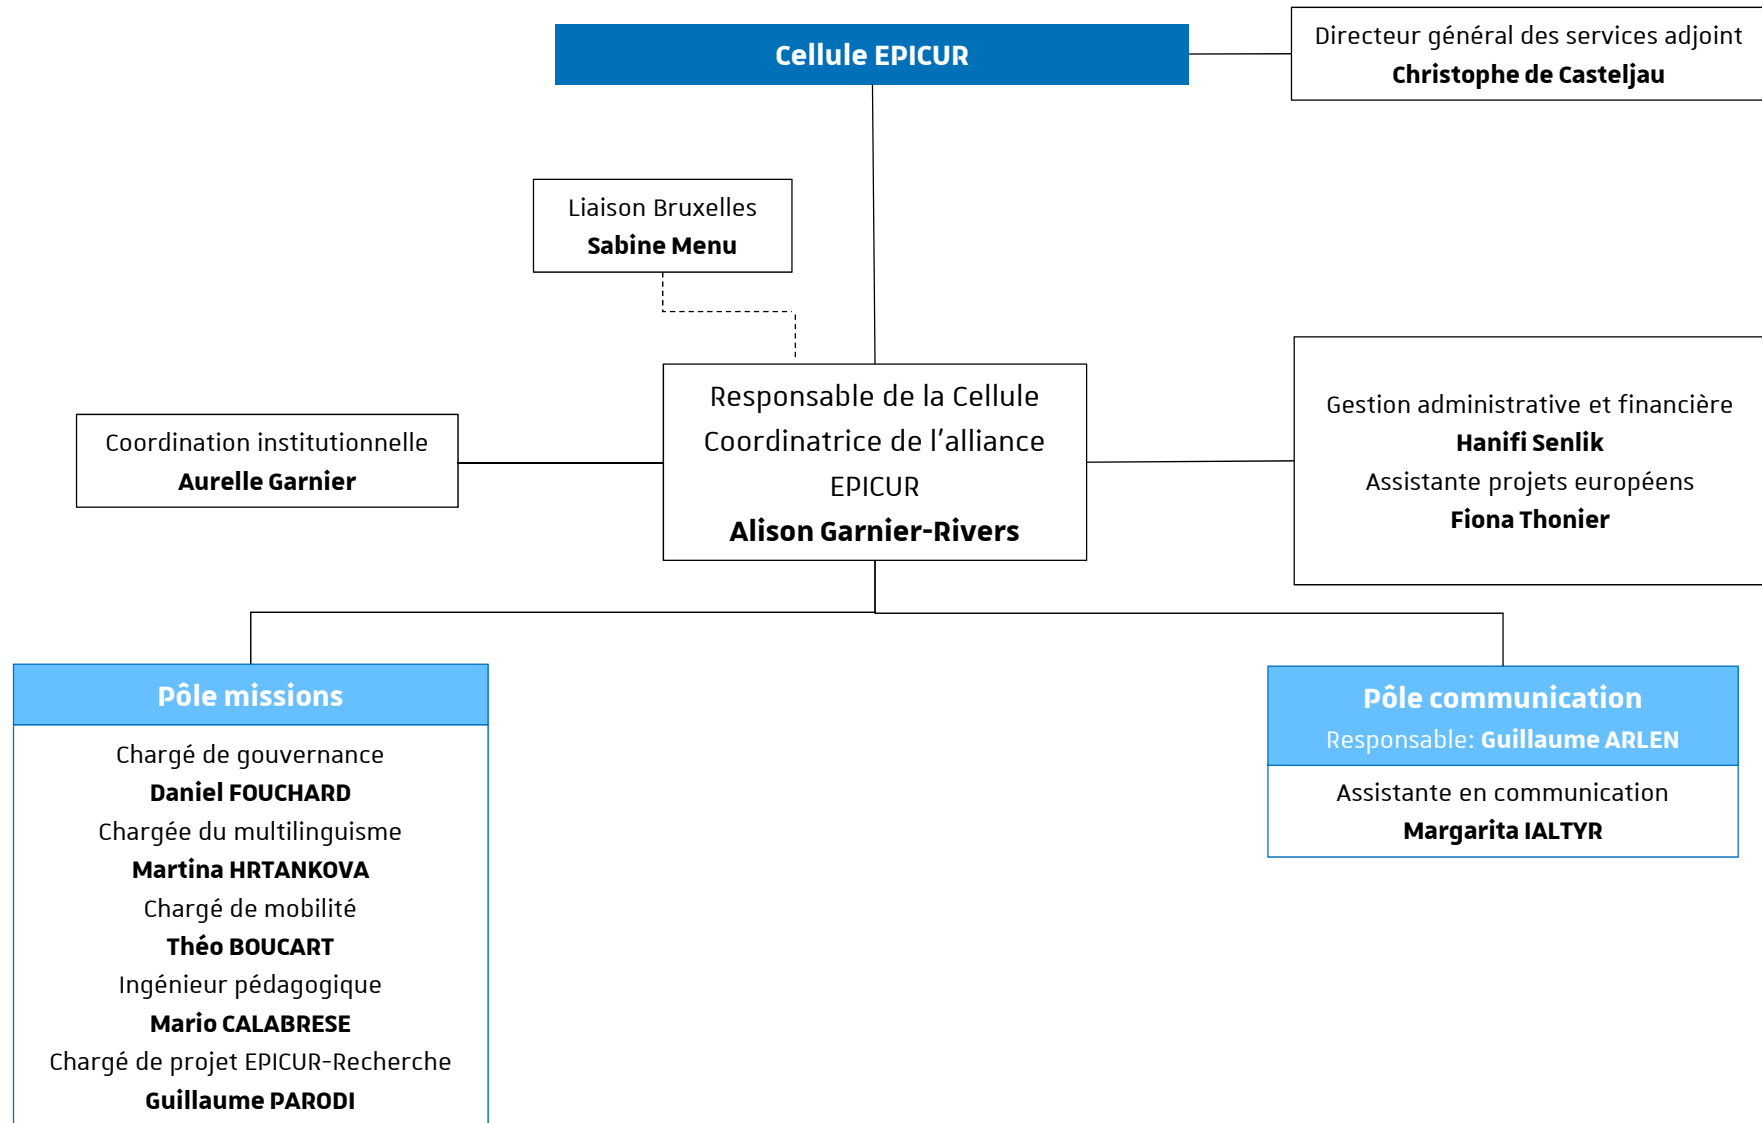 Cellule EPICUR
Directeur général des services adjoint
Christophe de Casteljau
Liaison Bruxelles
Sabine Menu
Coordination institutionnelle
Aurelle Garnier
Responsable de la Cellule
Coordinatrice de l’alliance
EPICUR
Alison Garnier-Rivers
Gestion administrative et financière
Hanifi Senlik
Assistante projets européens
Fiona Thonier
Pôle missions
Chargé de gouvernance
Daniel FOUCHARD
Chargée du multilinguisme
Martina HRTANKOVA
Chargé de mobilité
Théo BOUCART
Ingénieur pédagogique
Mario CALABRESE
Chargé de projet EPICUR-Recherche
Guillaume PARODI
Pôle communication
Responsable: Guillaume ARLEN
Assistante en communication
Margarita IALTYR